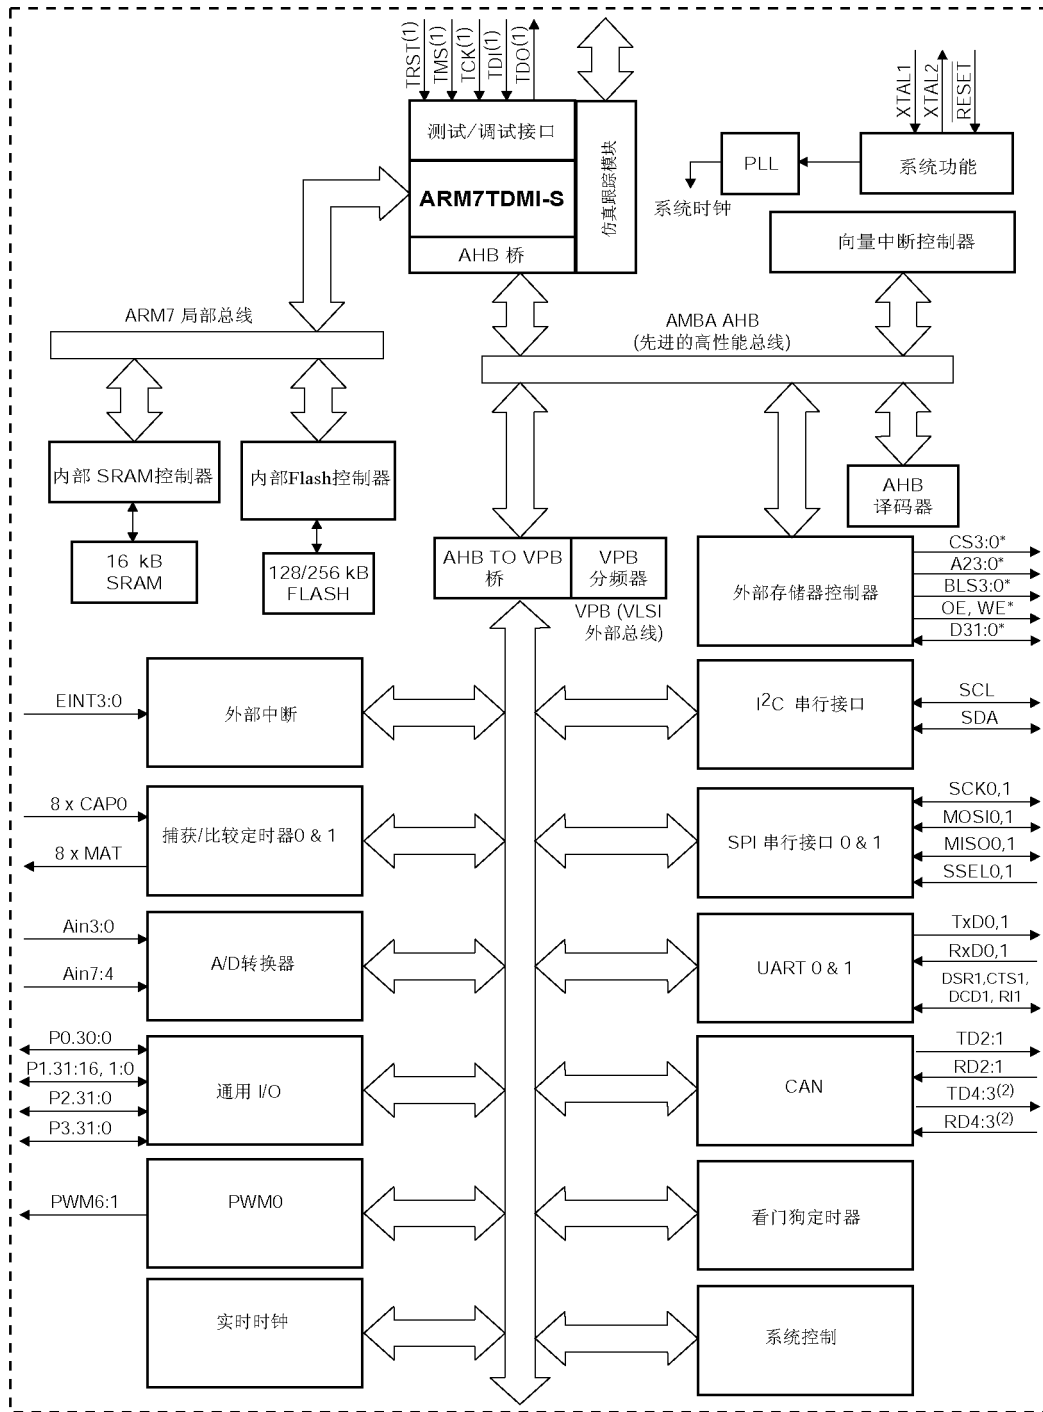 TRST(1)
TMS(1)
TCK(1)
TDI(1)
TDO(1)
XTAL1
XTAL2
RESET
测试/调试接口
ARM7TDMI-S
AHB 桥
仿真跟踪模块
PLL
系统功能
系统时钟
向量中断控制器
ARM7 局部总线
AMBA AHB
(先进的高性能总线)
内部 SRAM控制器
内部Flash控制器
16 kB
SRAM
128/256 kB
FLASH
AHB
译码器
AHB TO VPB
桥
VPB
分频器
VPB (VLSI
外部总线)
外部存储器控制器
CS3:0*
A23:0*
BLS3:0*
OE, WE*
D31:0*
EINT3:0
外部中断
I²C 串行接口
SCL
SDA
8 x CAP0
8 x MAT
捕获/比较定时器0 & 1
SPI 串行接口 0 & 1
SCK0,1
MOSI0,1
MISO0,1
SSEL0,1
Ain3:0
Ain7:4
A/D转换器
UART 0 & 1
TxD0,1
RxD0,1
DSR1,CTS1,
DCD1, RI1
P0.30:0
P1.31:16, 1:0
P2.31:0
P3.31:0
通用 I/O
CAN
TD2:1
RD2:1
TD4:3(2)
RD4:3(2)
PWM6:1
PWM0
看门狗定时器
实时时钟
系统控制